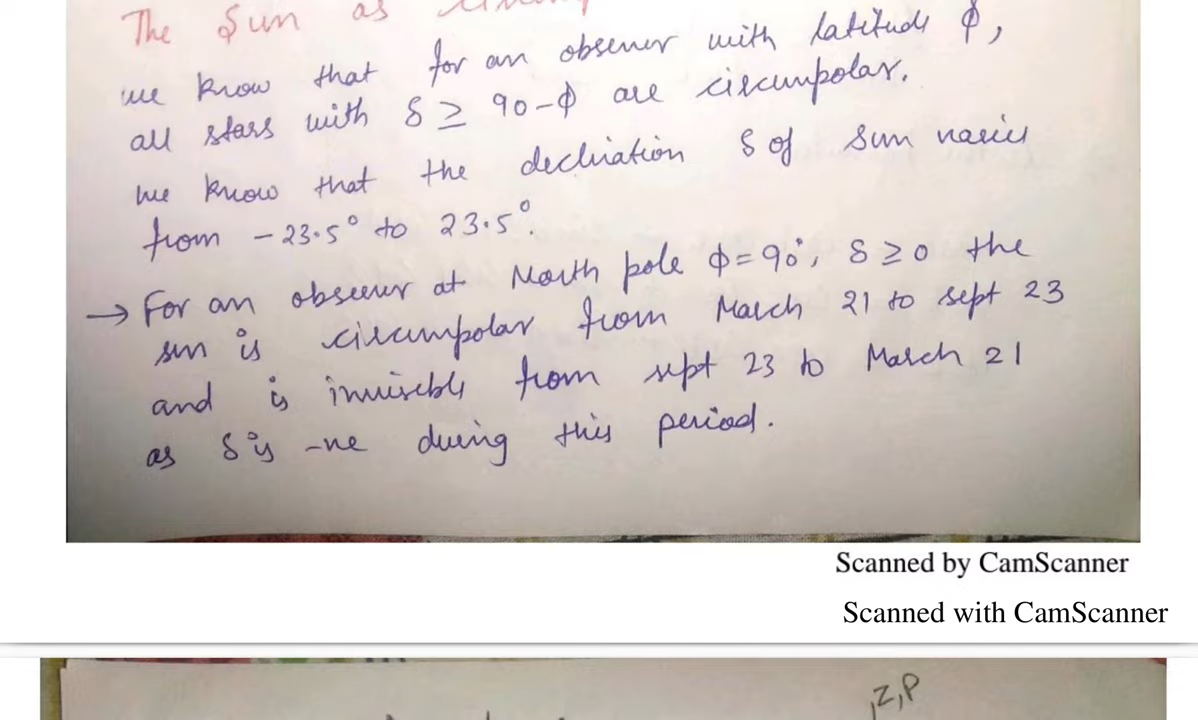 The Sun as
we know that for an observer with latitude ϕ,
all stars with δ ≥ 90-ϕ are circumpolar.
we know that the declination δ of sun varies
from -23.5° to 23.5°.
→ For an observer at North pole ϕ=90°, δ≥0 the
sun is circumpolar from March 21 to sept 23
and is invisible from sept 23 to March 21
as δ is -ve during this period.
Scanned by CamScanner
Scanned with CamScanner
Z,P